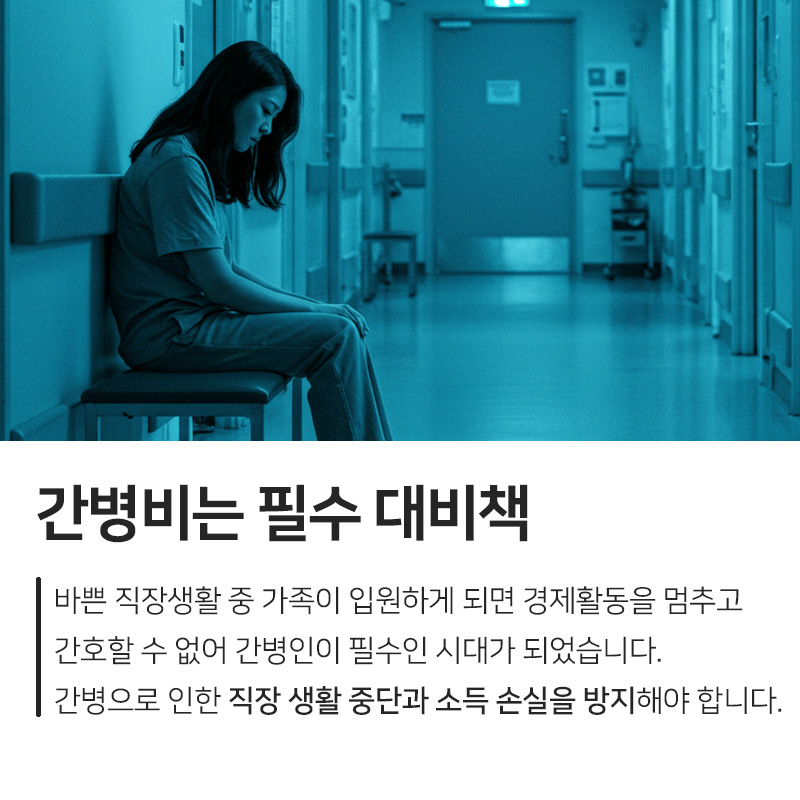 간병비는 필수 대비책
바쁜 직장생활 중 가족이 입원하게 되면 경제활동을 멈추고
간호할 수 없어 간병인이 필수인 시대가 되었습니다.
간병으로 인한 직장 생활 중단과 소득 손실을 방지해야 합니다.